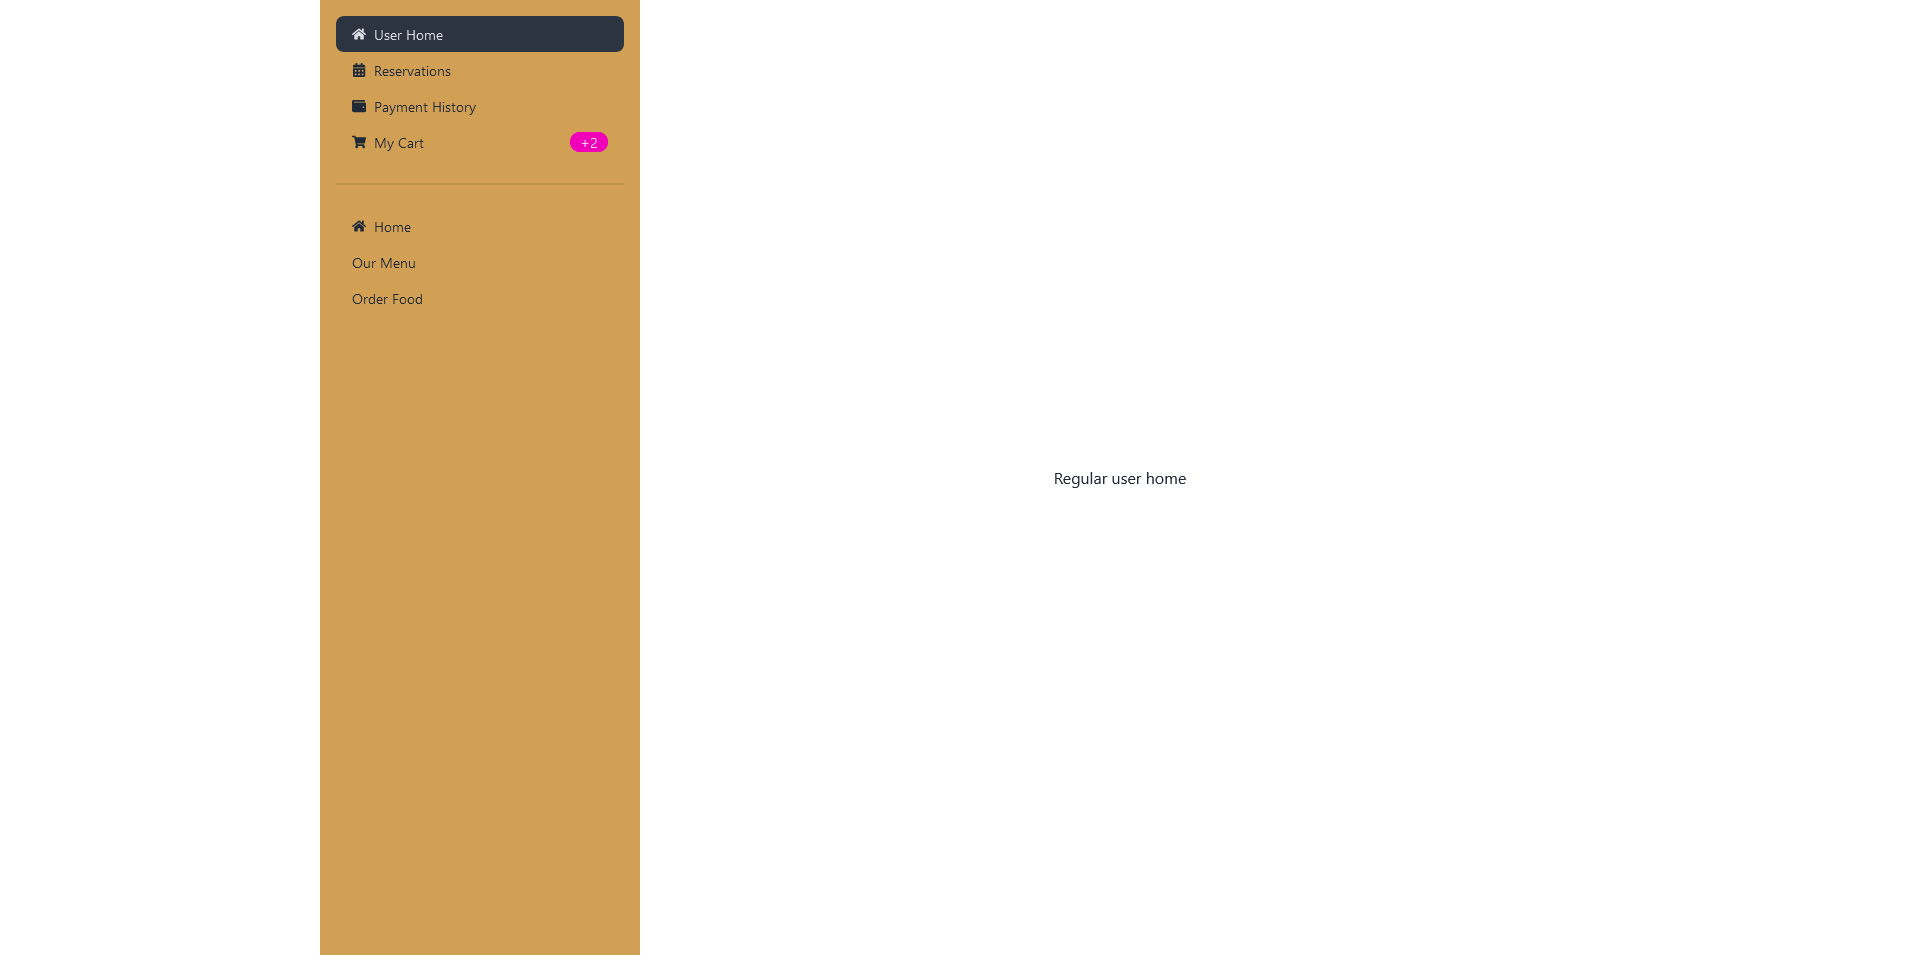 User Home
Reservations
Payment History
My Cart +2
Home
Our Menu
Order Food
Regular user home